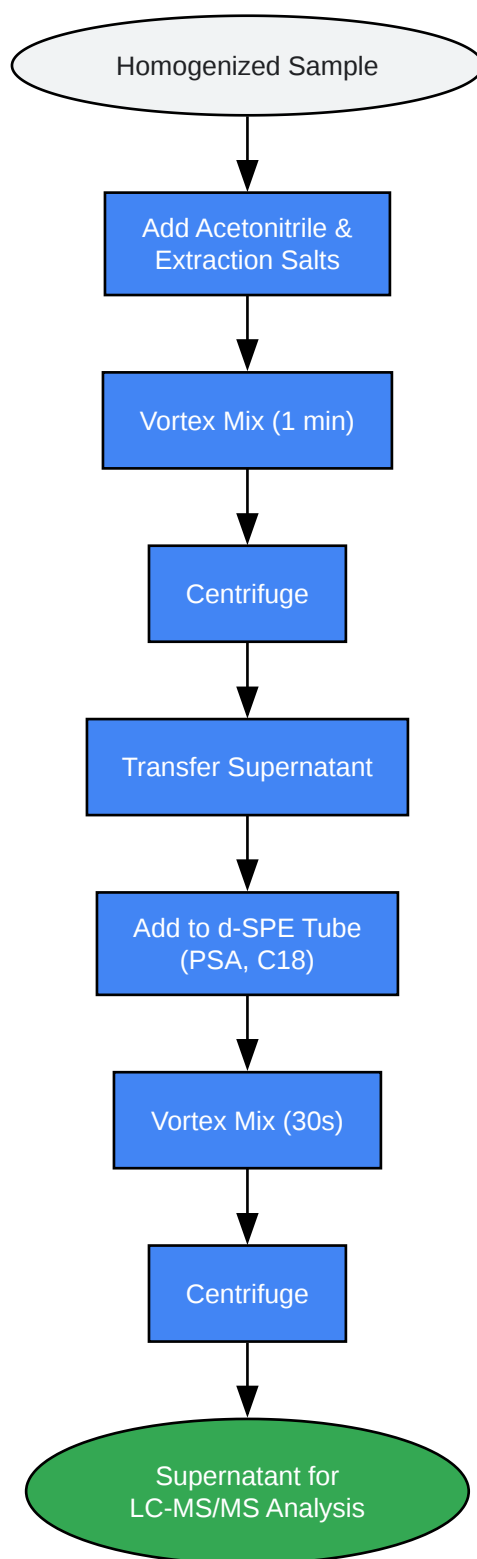 Homogenized Sample
Add Acetonitrile &
Extraction Salts
Vortex Mix (1 min)
Centrifuge
Transfer Supernatant
Add to d-SPE Tube
(PSA, C18)
Vortex Mix (30s)
Centrifuge
Supernatant for
LC-MS/MS Analysis